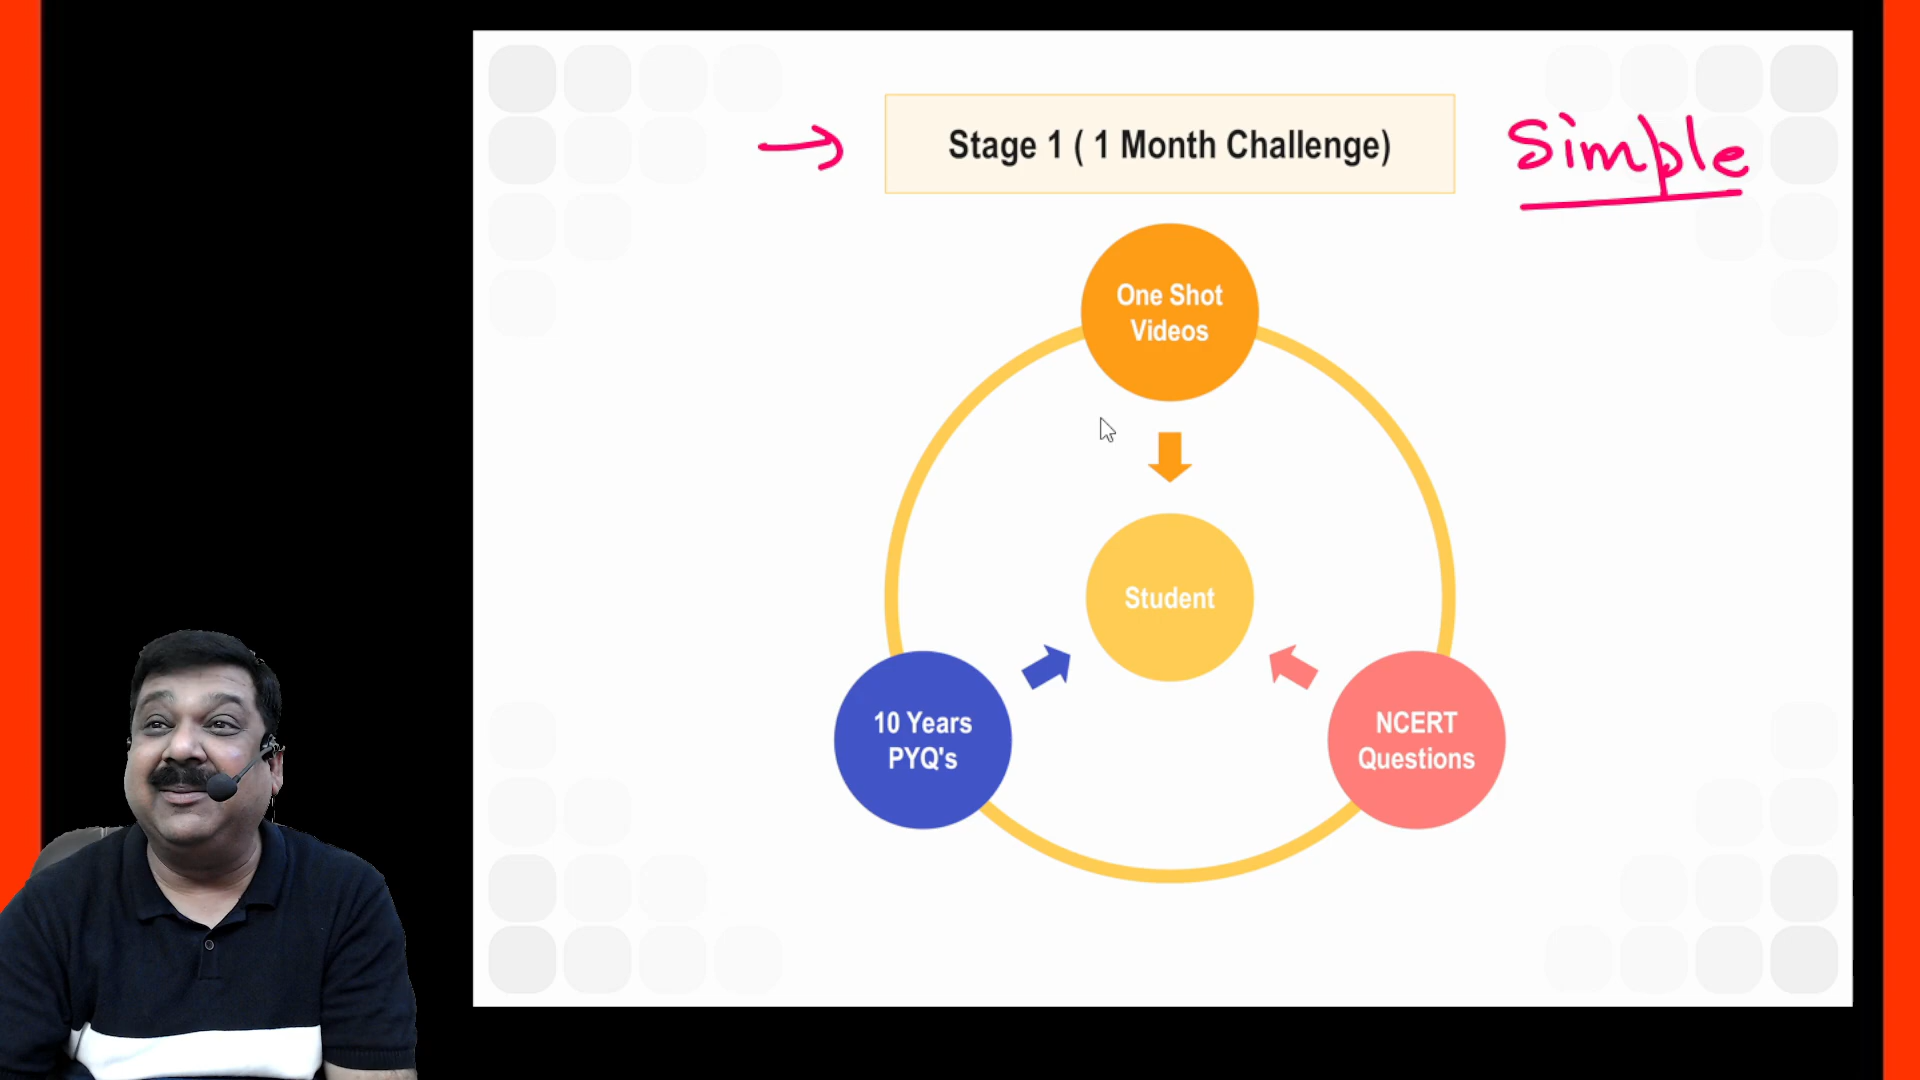 Stage 1 ( 1 Month Challenge)
Simple
One Shot
Videos
Student
10 Years
PYQ's
NCERT
Questions